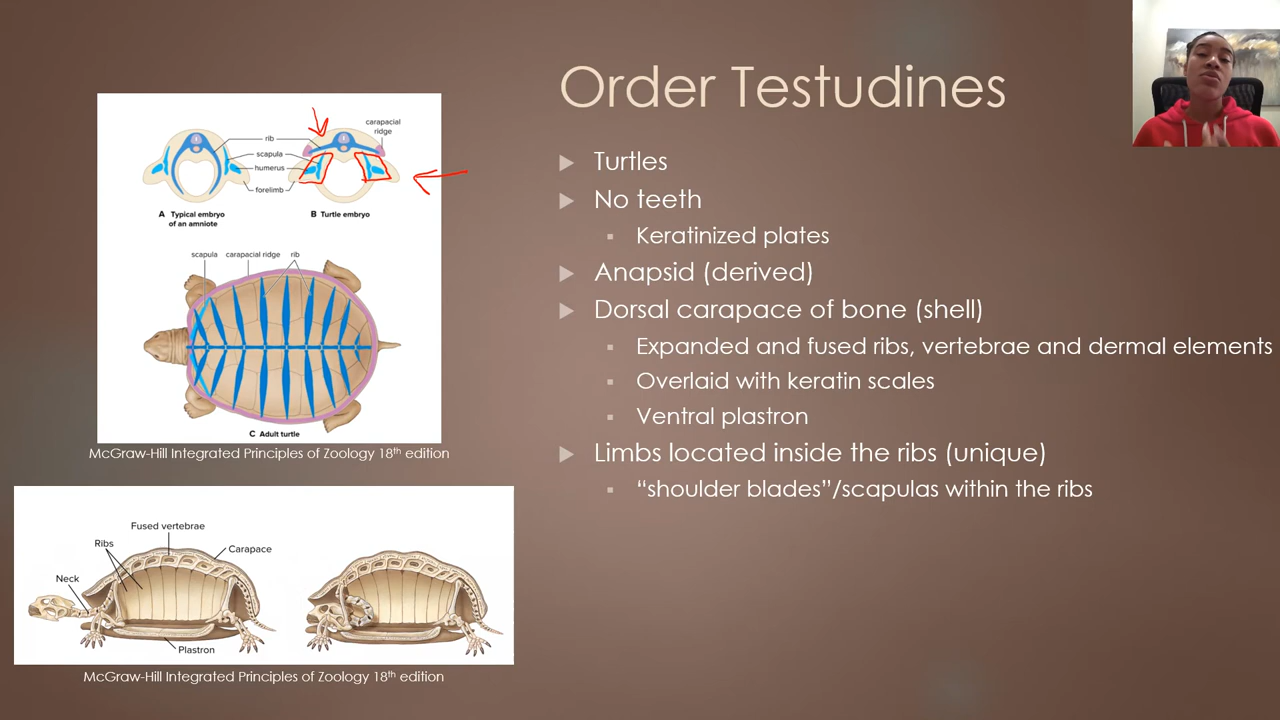 Order Testudines
Turtles
No teeth
Keratinized plates
Anapsid (derived)
Dorsal carapace of bone (shell)
Expanded and fused ribs, vertebrae and dermal elements
Overlaid with keratin scales
Ventral plastron
Limbs located inside the ribs (unique)
“shoulder blades”/scapulas within the ribs
carapacial
ridge
rib
scapula
humerus
forelimb
A Typical embryo
of an amniote
B Turtle embryo
scapula carapacial ridge rib
C Adult turtle
McGraw-Hill Integrated Principles of Zoology 18th edition
Fused vertebrae
Ribs
Carapace
Neck
Plastron
McGraw-Hill Integrated Principles of Zoology 18th edition